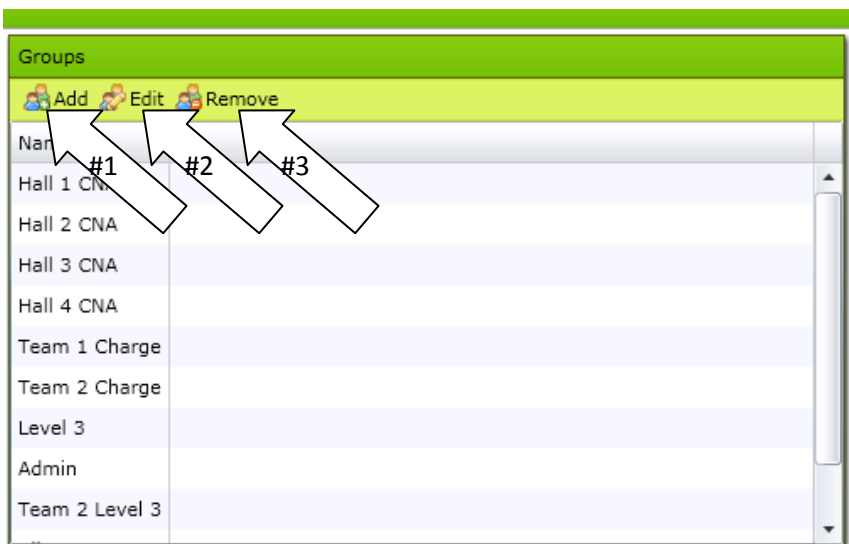 Groups
Add Edit Remove
#1 #2 #3
Hall 1
Hall 2 CNA
Hall 3 CNA
Hall 4 CNA
Team 1 Charge
Team 2 Charge
Level 3
Admin
Team 2 Level 3